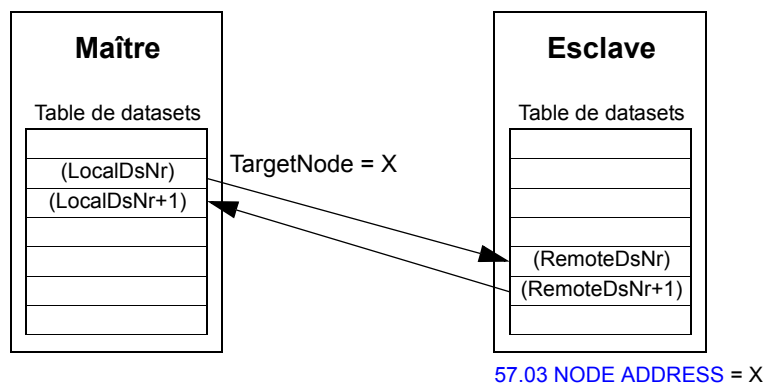 Maître
Table de datasets
(LocalDsNr)
(LocalDsNr+1)
TargetNode = X
Esclave
Table de datasets
(RemoteDsNr)
(RemoteDsNr+1)
57.03 NODE ADDRESS = X